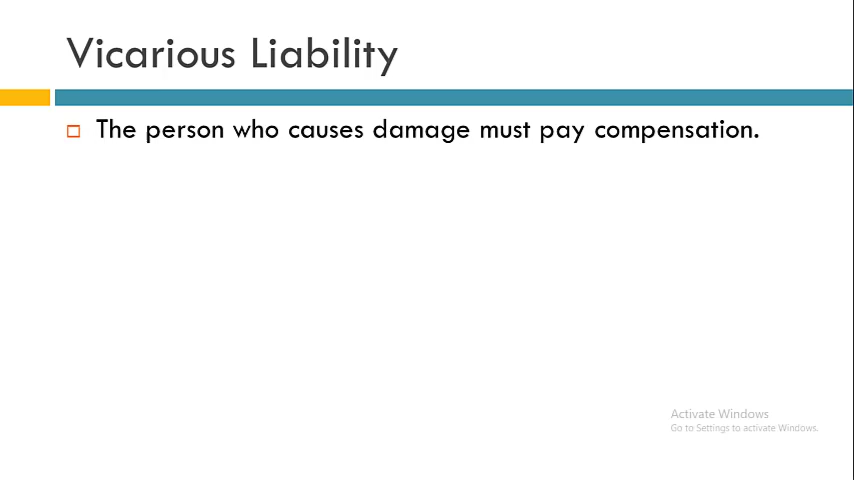 Vicarious Liability
The person who causes damage must pay compensation.
Activate Windows
Go to Settings to activate Windows.